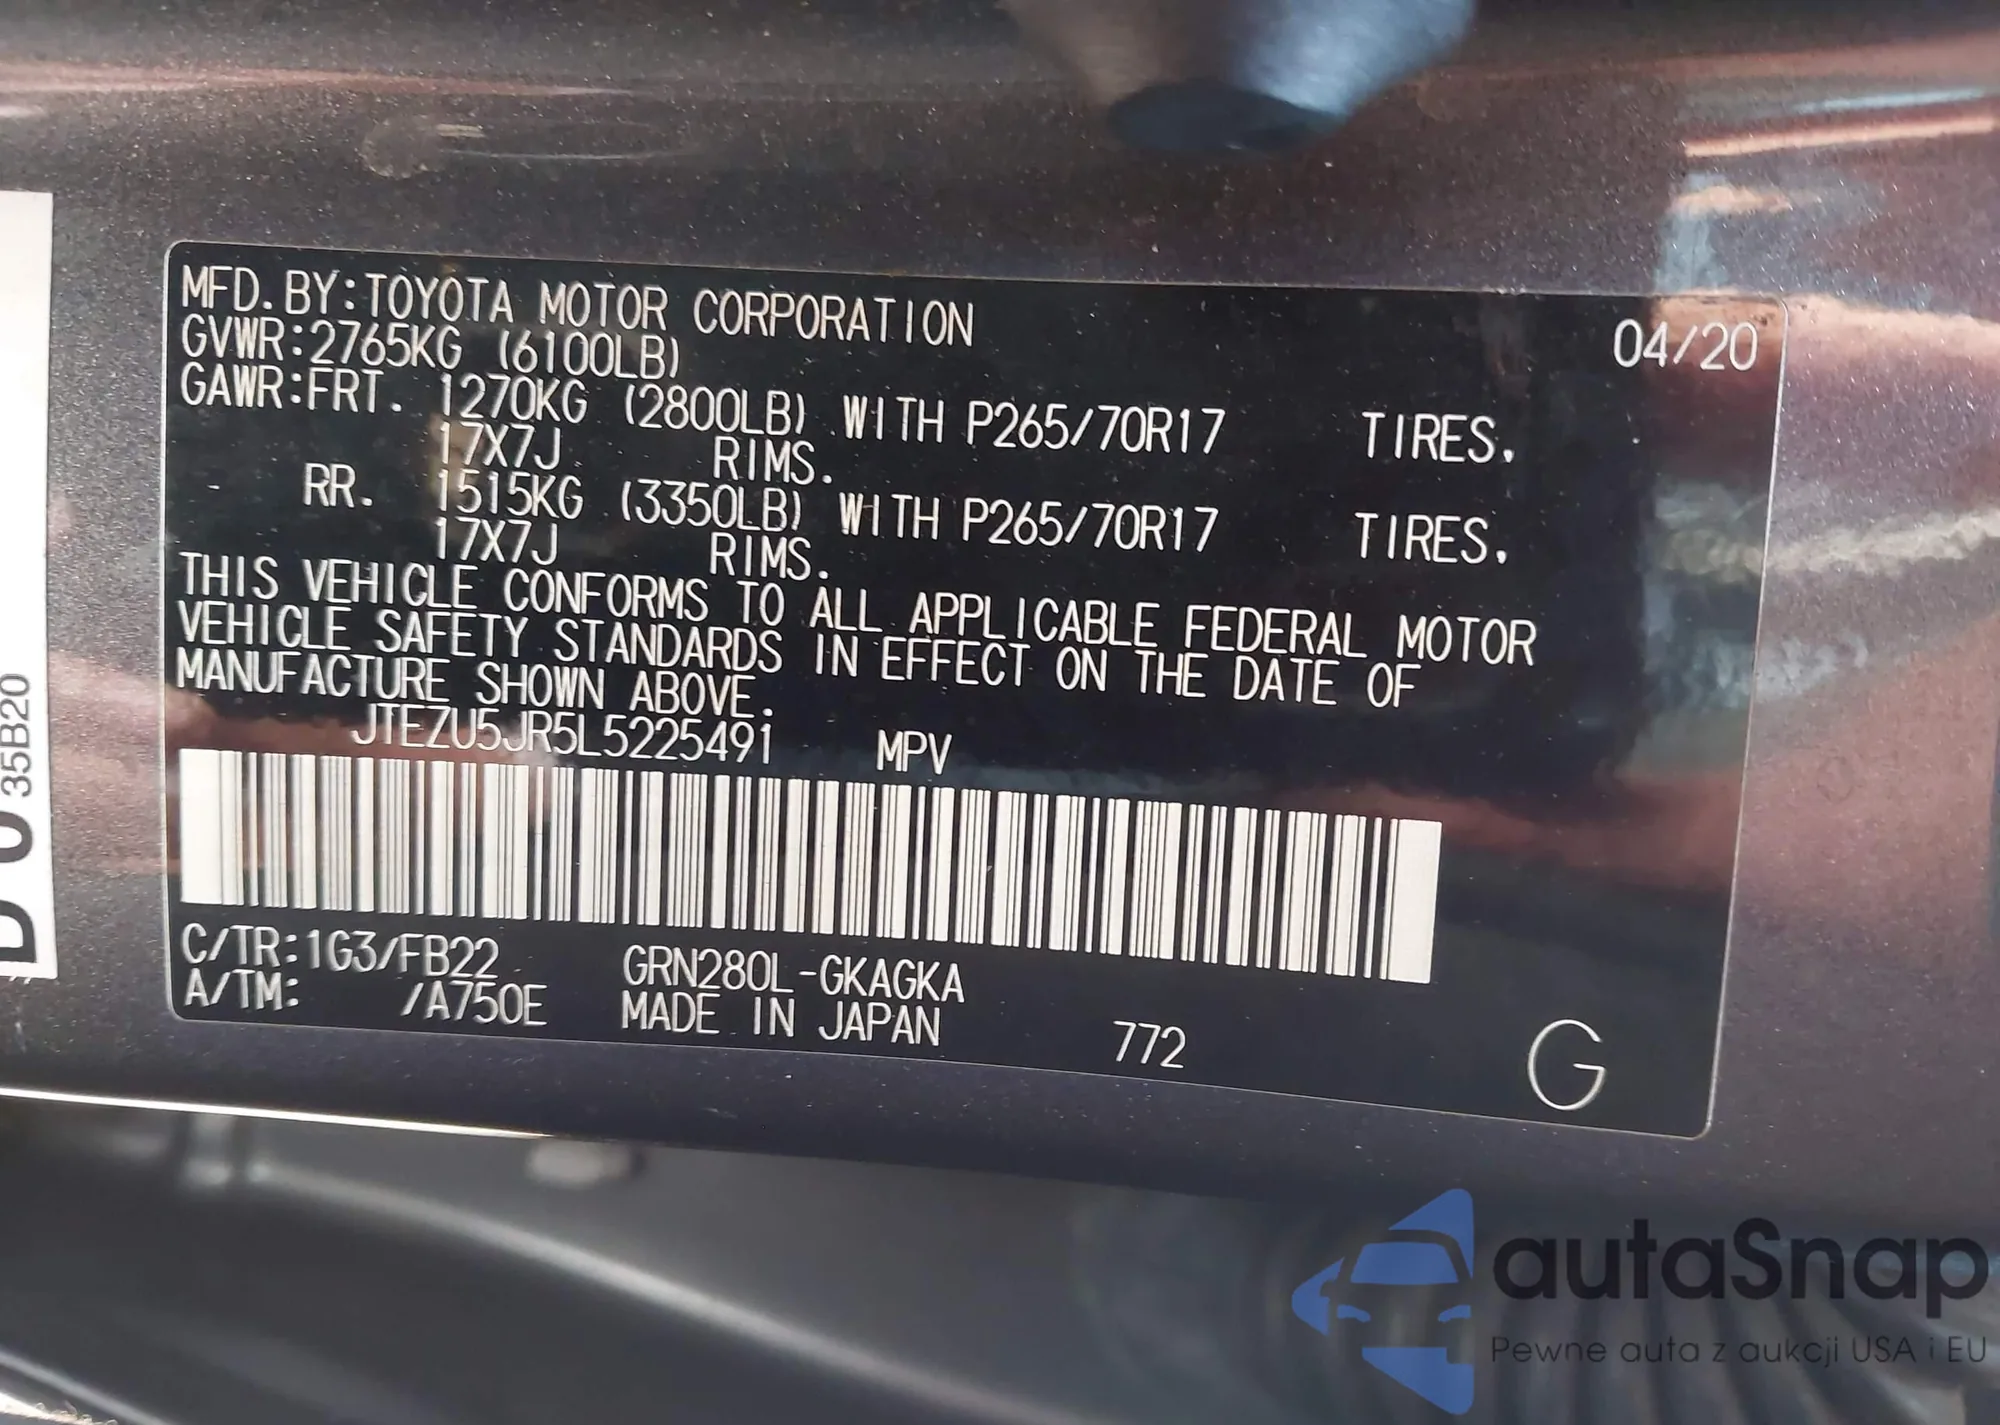 MFD.BY:TOYOTA MOTOR CORPORATION 04/20
GVWR:2765KG (6100LB)
GAWR:FRT. 1270KG (2800LB) WITH P265/70R17 TIRES.
17X7J RIMS.
RR. 1515KG (3350LB) WITH P265/70R17 TIRES.
17X7J RIMS.
THIS VEHICLE CONFORMS TO ALL APPLICABLE FEDERAL MOTOR
VEHICLE SAFETY STANDARDS IN EFFECT ON THE DATE OF
MANUFACTURE SHOWN ABOVE.
JTEZU5JR5L5225491 MPV
C/TR:1G3/FB22 GRN280L-GKAGKA
A/TM: /A750E MADE IN JAPAN 772 G
35B20
autaSnap
Pewne auta z aukcji USA i EU